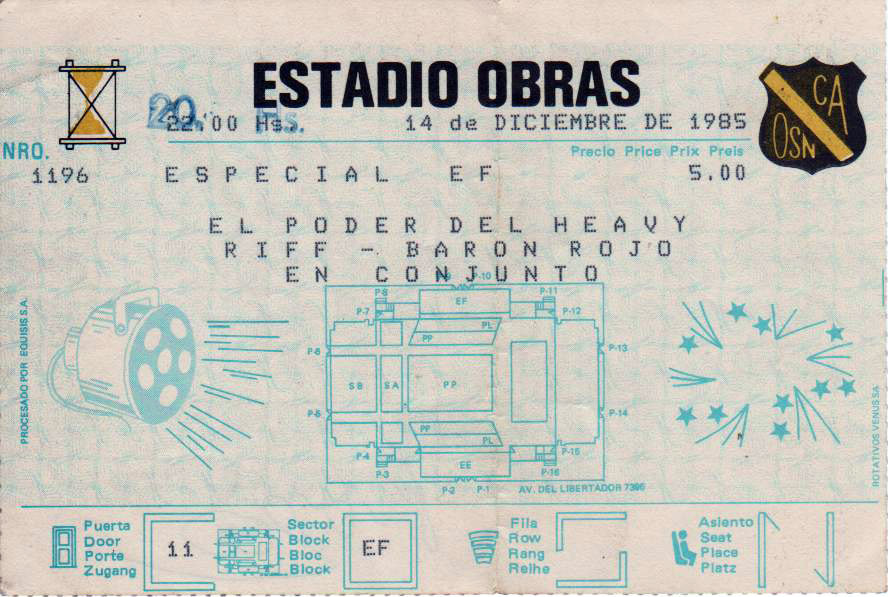 ESTADIO OBRAS
20. Hs.
22.00 Hs. 14 de DICIEMBRE DE 1985
CA
OSN
NRO.
Precio Price Prix Preis
1196 ESPECIAL EF 5.00
EL PODER DEL HEAVY
RIFF - BARON ROJO
EN CONJUNTO
P-9 P-10
P-8 EF P-11
P-7 PL P-12
PP
P-6 P-13
SB SA PP
P-5 P-14
PP
P-4 PL P-15
P-3 EE P-16
P-2 P-1 AV. DEL LIBERTADOR 7396
PROCESADO POR EQUISIS S.A.
ROTATIVOS VENUS SA
Puerta
Door
Porte
Zugang
11
Sector
Block
Bloc
Block
EF
Fila
Row
Rang
Reihe
Asiento
Seat
Place
Platz